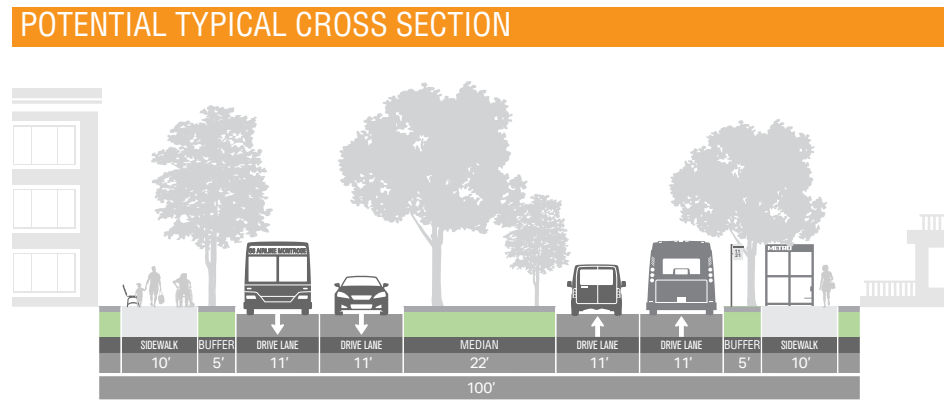 POTENTIAL TYPICAL CROSS SECTION
56 AIRLINE MONTROSE
METRO
SIDEWALK BUFFER DRIVE LANE DRIVE LANE MEDIAN DRIVE LANE DRIVE LANE BUFFER SIDEWALK
10' 5' 11' 11' 22' 11' 11' 5' 10'
100'